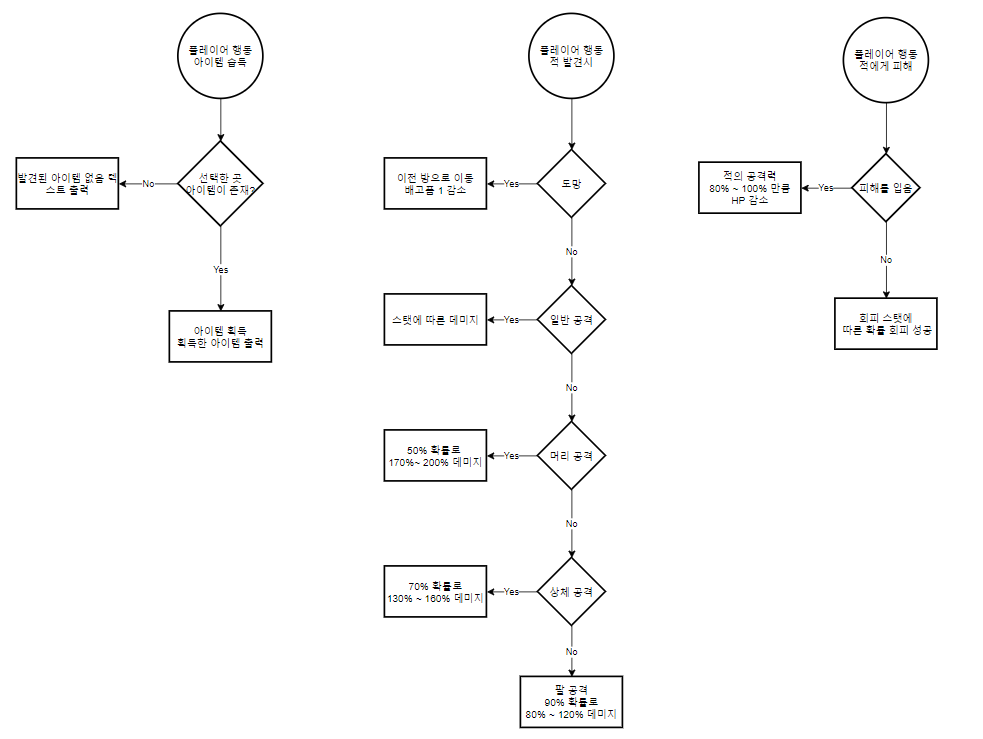 플레이어 행동
아이템 습득
선택한 곳
아이템이 존재?
No
발견된 아이템 없음 텍
스트 출력
Yes
아이템 획득
획득한 아이템 출력
플레이어 행동
적 발견시
도망
Yes
이전 방으로 이동
배고픔 1 감소
No
일반 공격
Yes
스탯에 따른 데미지
No
머리 공격
Yes
50% 확률로
170%~ 200% 데미지
No
상체 공격
Yes
70% 확률로
130% ~ 160% 데미지
No
팔 공격
90% 확률로
80% ~ 120% 데미지
플레이어 행동
적에게 피해
피해를 입음
Yes
적의 공격력
80% ~ 100% 만큼
HP 감소
No
회피 스탯에
따른 확률 회피 성공